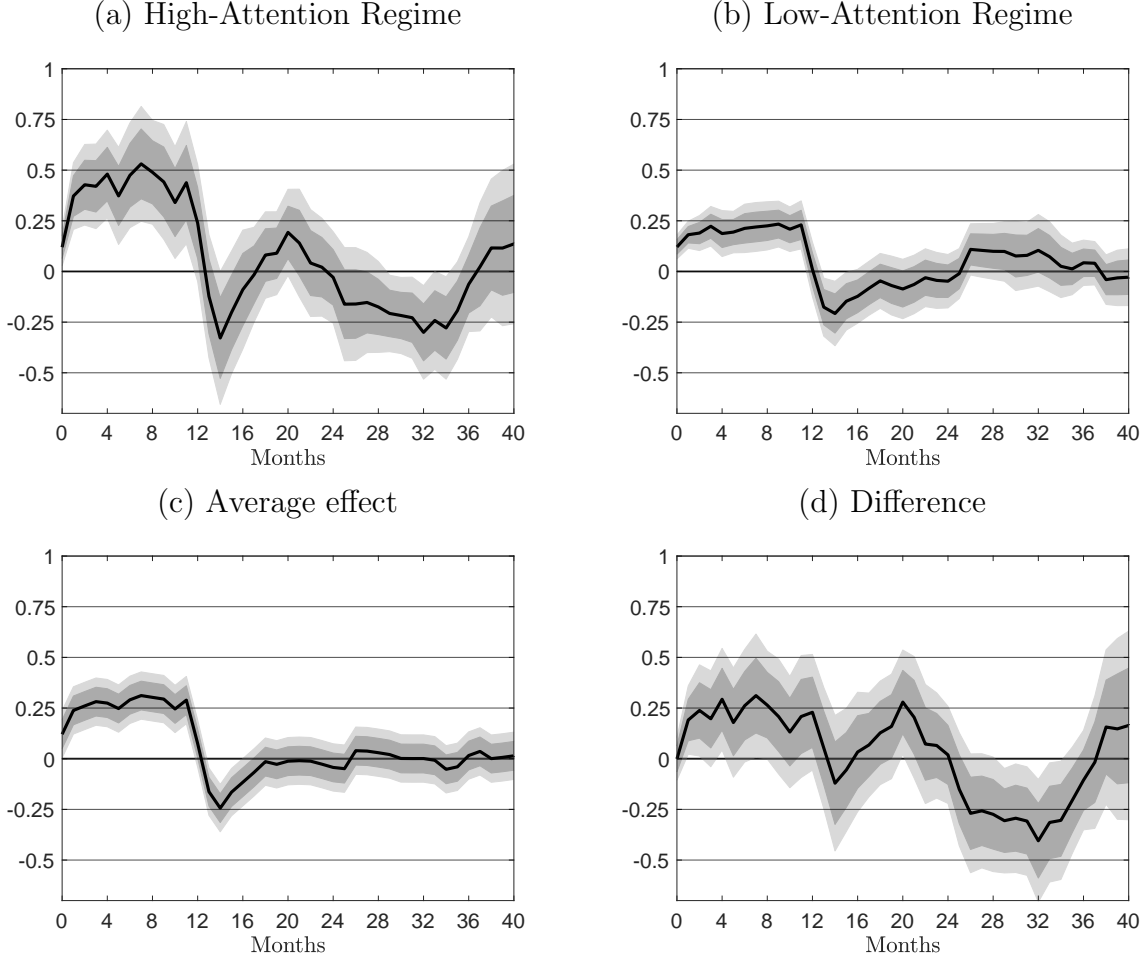 (a) High-Attention Regime
1
0.75
0.5
0.25
0
-0.25
-0.5
0 4 8 12 16 20 24 28 32 36 40
Months
(b) Low-Attention Regime
1
0.75
0.5
0.25
0
-0.25
-0.5
0 4 8 12 16 20 24 28 32 36 40
Months
(c) Average effect
1
0.75
0.5
0.25
0
-0.25
-0.5
0 4 8 12 16 20 24 28 32 36 40
Months
(d) Difference
1
0.75
0.5
0.25
0
-0.25
-0.5
0 4 8 12 16 20 24 28 32 36 40
Months